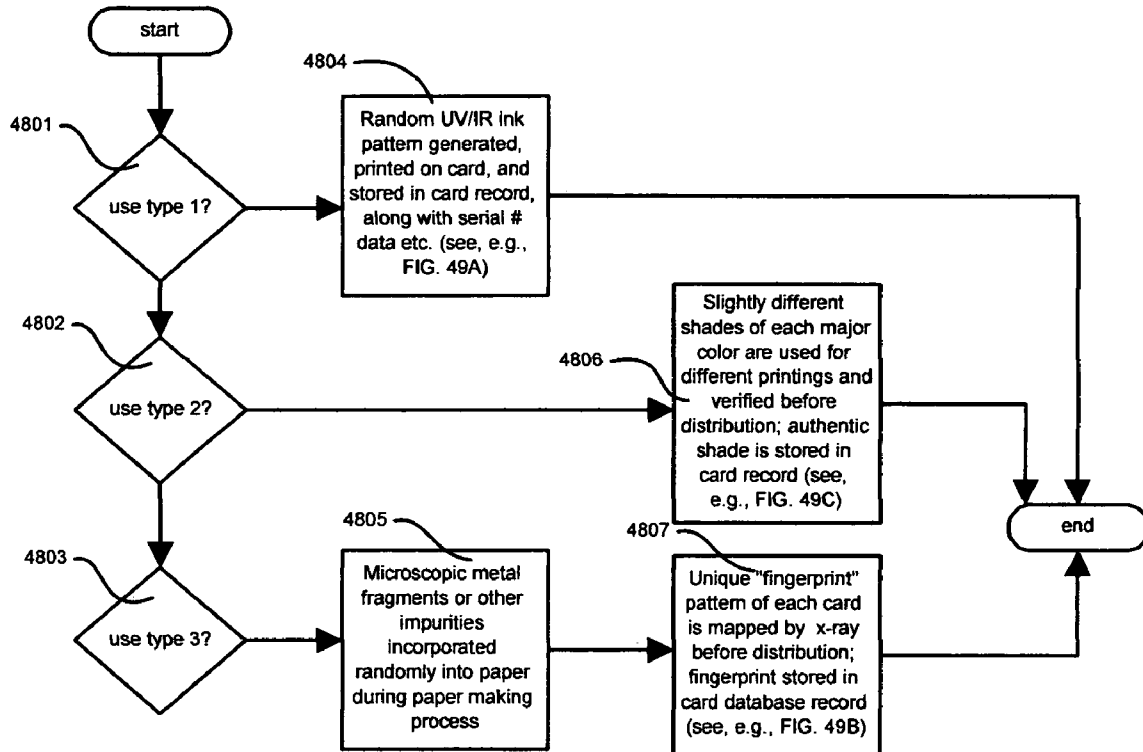 start
4804
4801
Random UV/IR ink
pattern generated,
printed on card, and
stored in card record,
along with serial #
data etc. (see, e.g.,
FIG. 49A)
use type 1?
4802
Slightly different
shades of each major
color are used for
different printings and
verified before
distribution; authentic
shade is stored in
card record (see,
e.g., FIG. 49C)
4806
use type 2?
end
4805
4807
4803
Microscopic metal
fragments or other
impurities
incorporated
randomly into paper
during paper making
process
Unique "fingerprint"
pattern of each card
is mapped by x-ray
before distribution;
fingerprint stored in
card database record
(see, e.g., FIG. 49B)
use type 3?